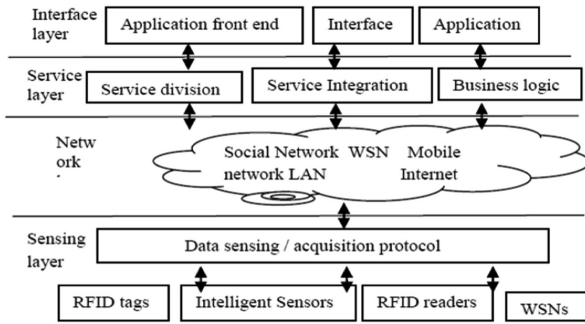 Interface layer
Application front end
Interface
Application
Service layer
Service division
Service Integration
Business logic
Netw
ork
.
Social Network WSN Mobile
network LAN Internet
Sensing layer
Data sensing / acquisition protocol
RFID tags
Intelligent Sensors
RFID readers
WSNs